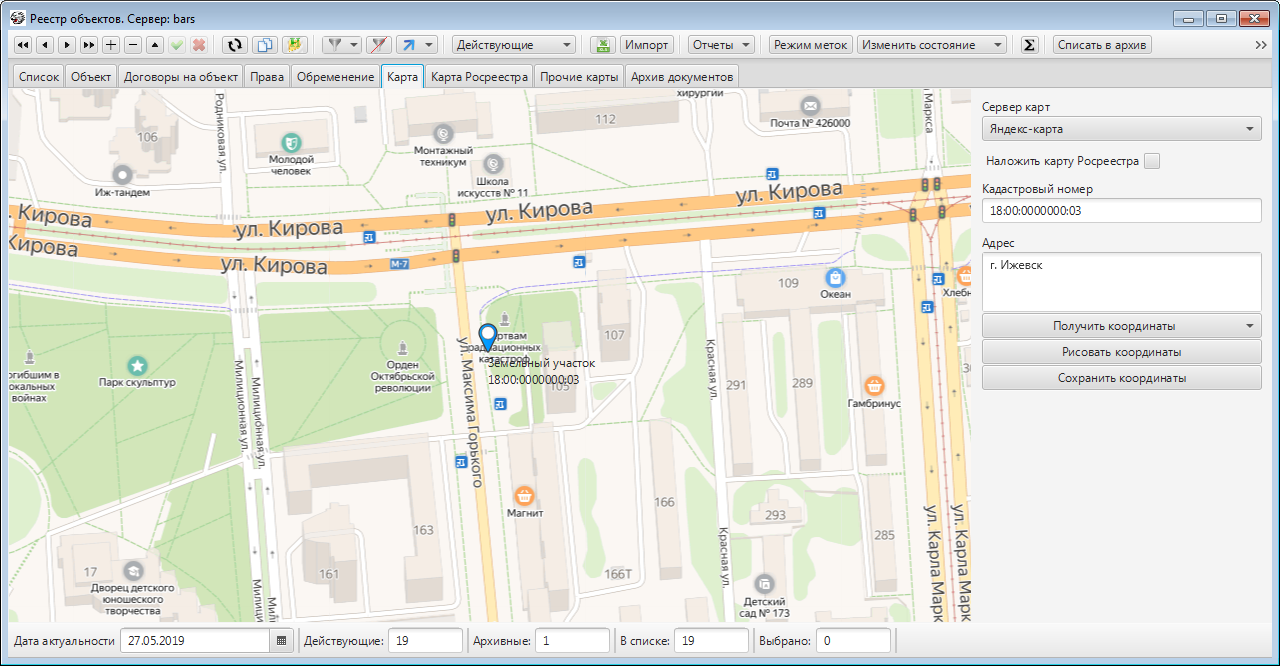 Реестр объектов. Сервер: bars
Действующие
Импорт
Отчеты
Режим меток
Изменить состояние
Σ
Списать в архив
Список
Объект
Договоры на объект
Права
Обременение
Карта
Карта Росреестра
Прочие карты
Архив документов
Сервер карт
Яндекс-карта
Наложить карту Росреестра
Кадастровый номер
18:00:0000000:03
Адрес
г. Ижевск
Получить координаты
Рисовать координаты
Сохранить координаты
хирургии
106
Родниковая ул.
112
Почта № 426000
Маркса
Молодой
человек
Монтажный
техникум
Школа
искусств № 11
Иж-тандем
ул. Кирова
ул. Кирова
ул. Кирова
Кирова
Кирова
ул. Кирова
М-7
109
Океан
Хлебн
107
ртвам
радиационных
катастроф
Земельный участок
18:00:0000000:03
105
Орден
Октябрьской
революции
Парк скульптур
огибшим в
окальных
войнах
Милиционная ул.
Милиционная ул.
ул. Максима Горького
Красная ул.
291
289
Гамбринус
Магнит
163
161
166
166Т
293
285
Красная ул.
17
Дворец детского
юношеского
творчества
Милици
Милици
Детский
сад № 173
ул. Карла Марк
ул. Карла Марк
Дата актуальности
27.05.2019
Действующие:
19
Архивные:
1
В списке:
19
Выбрано:
0